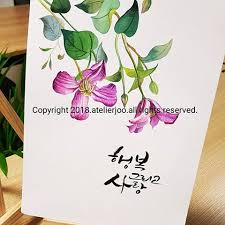 Copyright 2018.atelierjoo.all rights reserved.
행복
그리고
사랑